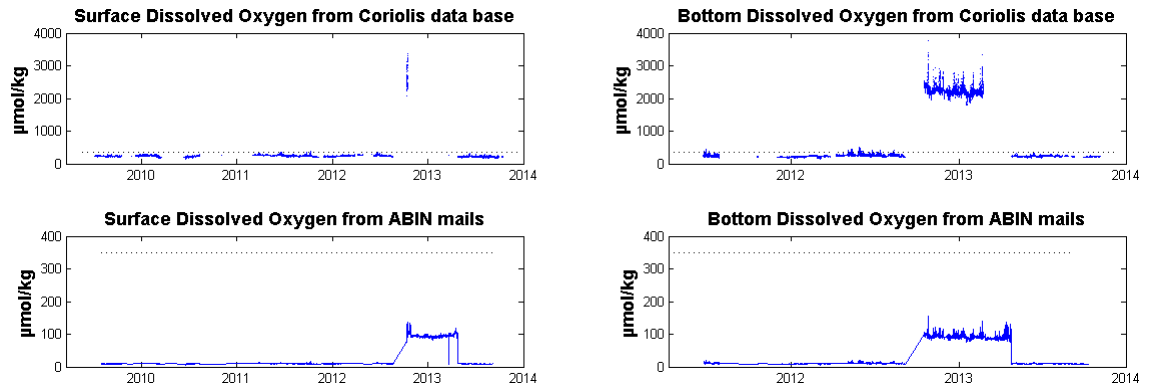 Surface Dissolved Oxygen from Coriolis data base
4000
3000
2000
1000
0
µmol/kg
2010 2011 2012 2013 2014
Bottom Dissolved Oxygen from Coriolis data base
4000
3000
2000
1000
0
µmol/kg
2012 2013 2014
Surface Dissolved Oxygen from ABIN mails
400
300
200
100
0
µmol/kg
2010 2011 2012 2013 2014
Bottom Dissolved Oxygen from ABIN mails
400
300
200
100
0
µmol/kg
2012 2013 2014